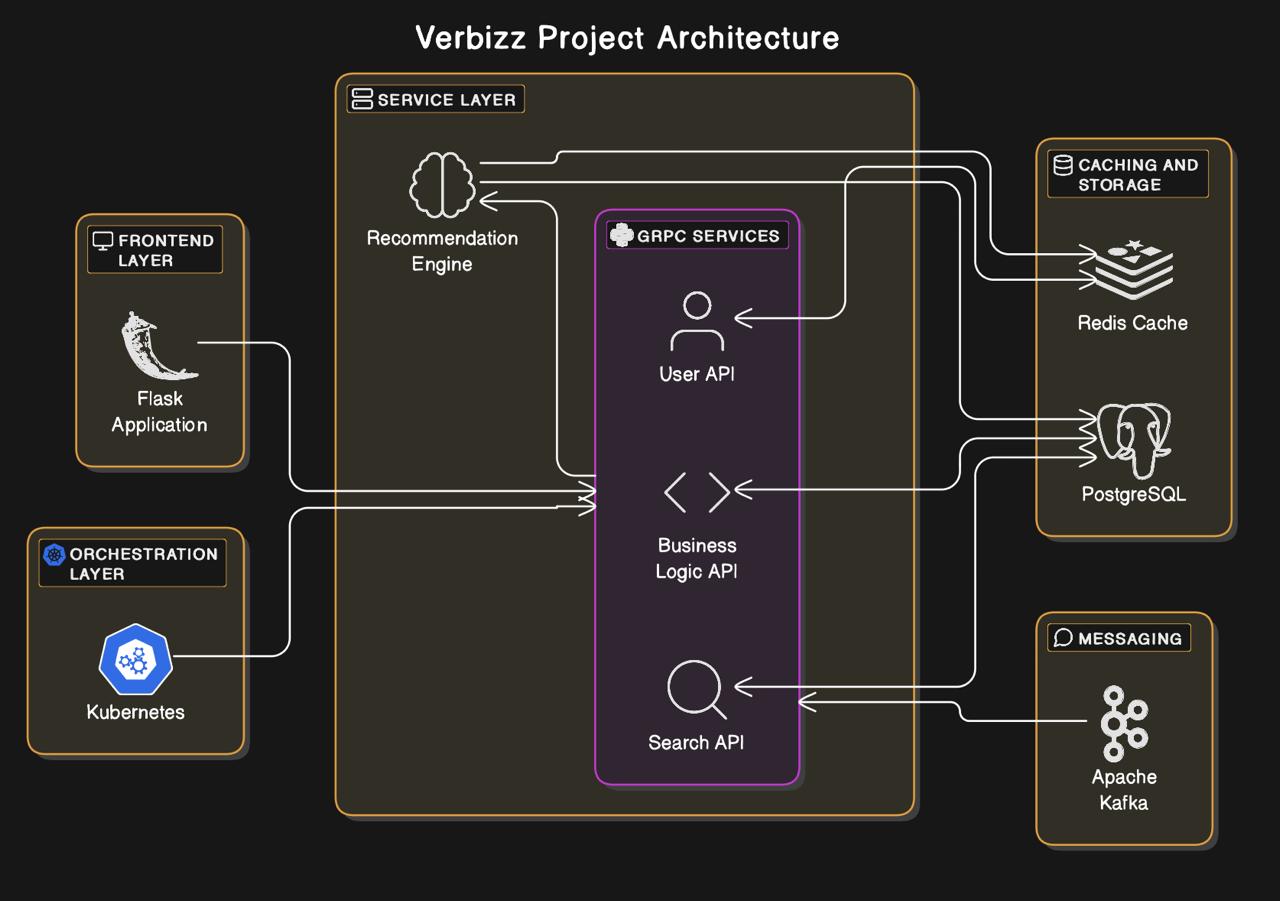 Verbizz Project Architecture
SERVICE LAYER
Recommendation
Engine
FRONTEND
LAYER
Flask
Application
ORCHESTRATION
LAYER
Kubernetes
GRPC SERVICES
User API
Business
Logic API
Search API
CACHING AND
STORAGE
Redis Cache
PostgreSQL
MESSAGING
Apache
Kafka